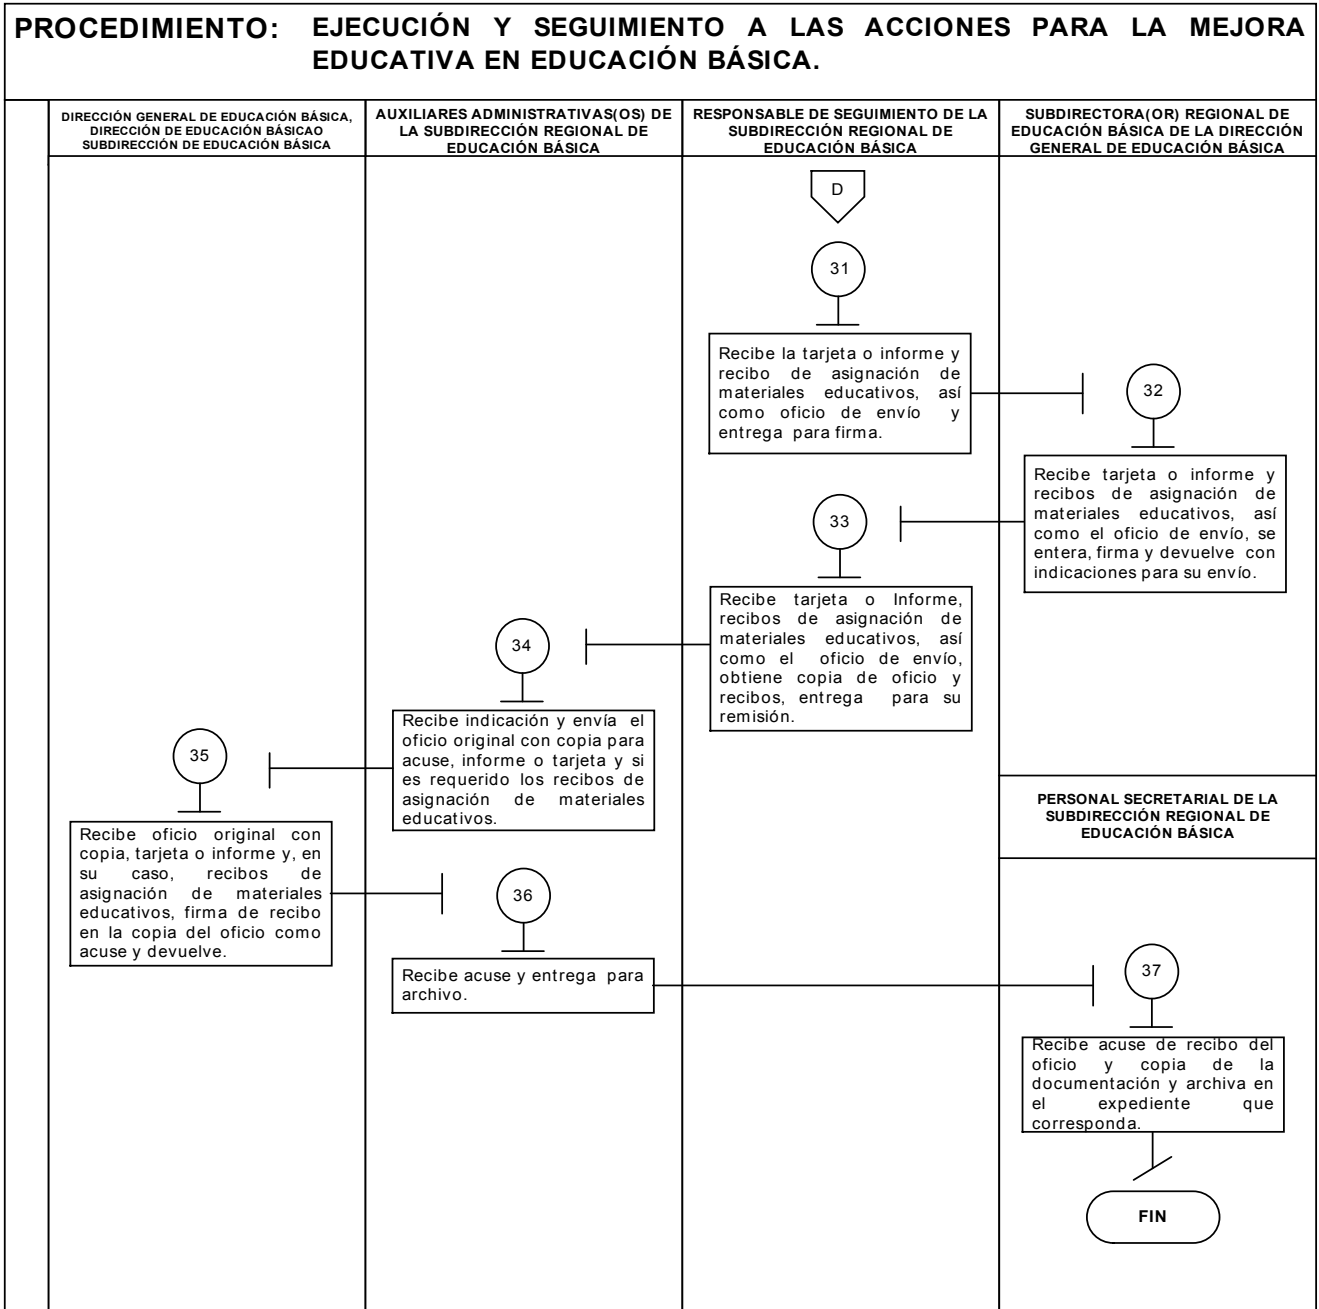 PROCEDIMIENTO: EJECUCIÓN Y SEGUIMIENTO A LAS ACCIONES PARA LA MEJORA
EDUCATIVA EN EDUCACIÓN BÁSICA.
DIRECCIÓN GENERAL DE EDUCACIÓN BÁSICA,
DIRECCIÓN DE EDUCACIÓN BÁSICAO
SUBDIRECCIÓN DE EDUCACIÓN BÁSICA
AUXILIARES ADMINISTRATIVAS(OS) DE
LA SUBDIRECCIÓN REGIONAL DE
EDUCACIÓN BÁSICA
RESPONSABLE DE SEGUIMIENTO DE LA
SUBDIRECCIÓN REGIONAL DE
EDUCACIÓN BÁSICA
SUBDIRECTORA(OR) REGIONAL DE
EDUCACIÓN BÁSICA DE LA DIRECCIÓN
GENERAL DE EDUCACIÓN BÁSICA
D
31
Recibe la tarjeta o informe y
recibo de asignación de
materiales educativos, así
como oficio de envío y
entrega para firma.
32
Recibe tarjeta o informe y
recibos de asignación de
materiales educativos, así
como el oficio de envío, se
entera, firma y devuelve con
indicaciones para su envío.
33
Recibe tarjeta o Informe,
recibos de asignación de
materiales educativos, así
como el oficio de envío,
obtiene copia de oficio y
recibos, entrega para su
remisión.
34
Recibe indicación y envía el
oficio original con copia para
acuse, informe o tarjeta y si
es requerido los recibos de
asignación de materiales
educativos.
35
Recibe oficio original con
copia, tarjeta o informe y, en
su caso, recibos de
asignación de materiales
educativos, firma de recibo
en la copia del oficio como
acuse y devuelve.
36
Recibe acuse y entrega para
archivo.
PERSONAL SECRETARIAL DE LA
SUBDIRECCIÓN REGIONAL DE
EDUCACIÓN BÁSICA
37
Recibe acuse de recibo del
oficio y copia de la
documentación y archiva en
el expediente que
corresponda.
FIN